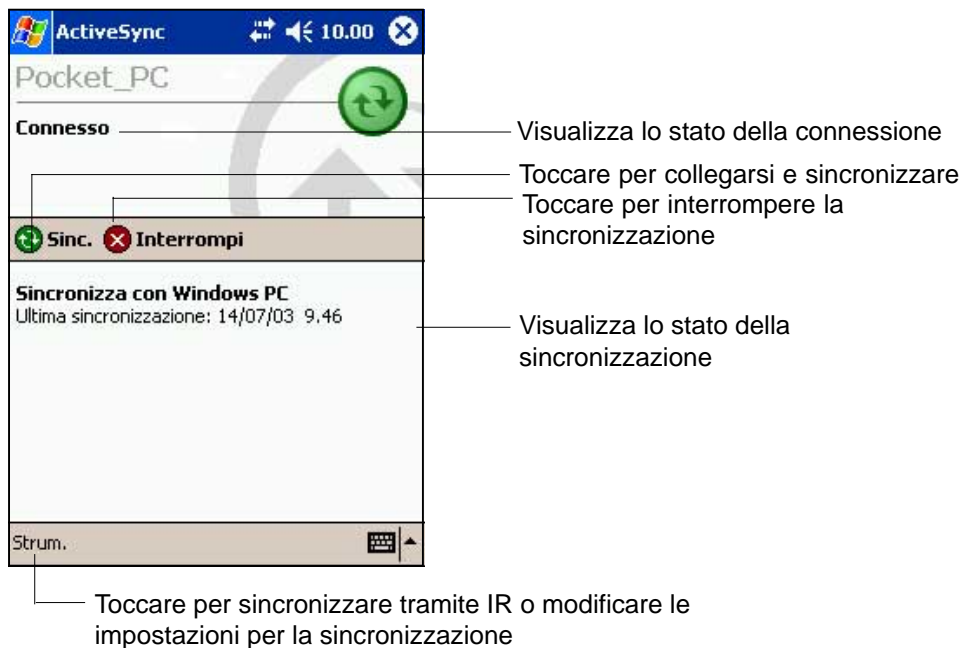 ActiveSync 10.00
Pocket_PC
Connesso
Visualizza lo stato della connessione
Toccare per collegarsi e sincronizzare
Toccare per interrompere la
sincronizzazione
Sinc. Interrompi
Sincronizza con Windows PC
Ultima sincronizzazione: 14/07/03 9.46
Visualizza lo stato della
sincronizzazione
Strum.
Toccare per sincronizzare tramite IR o modificare le
impostazioni per la sincronizzazione